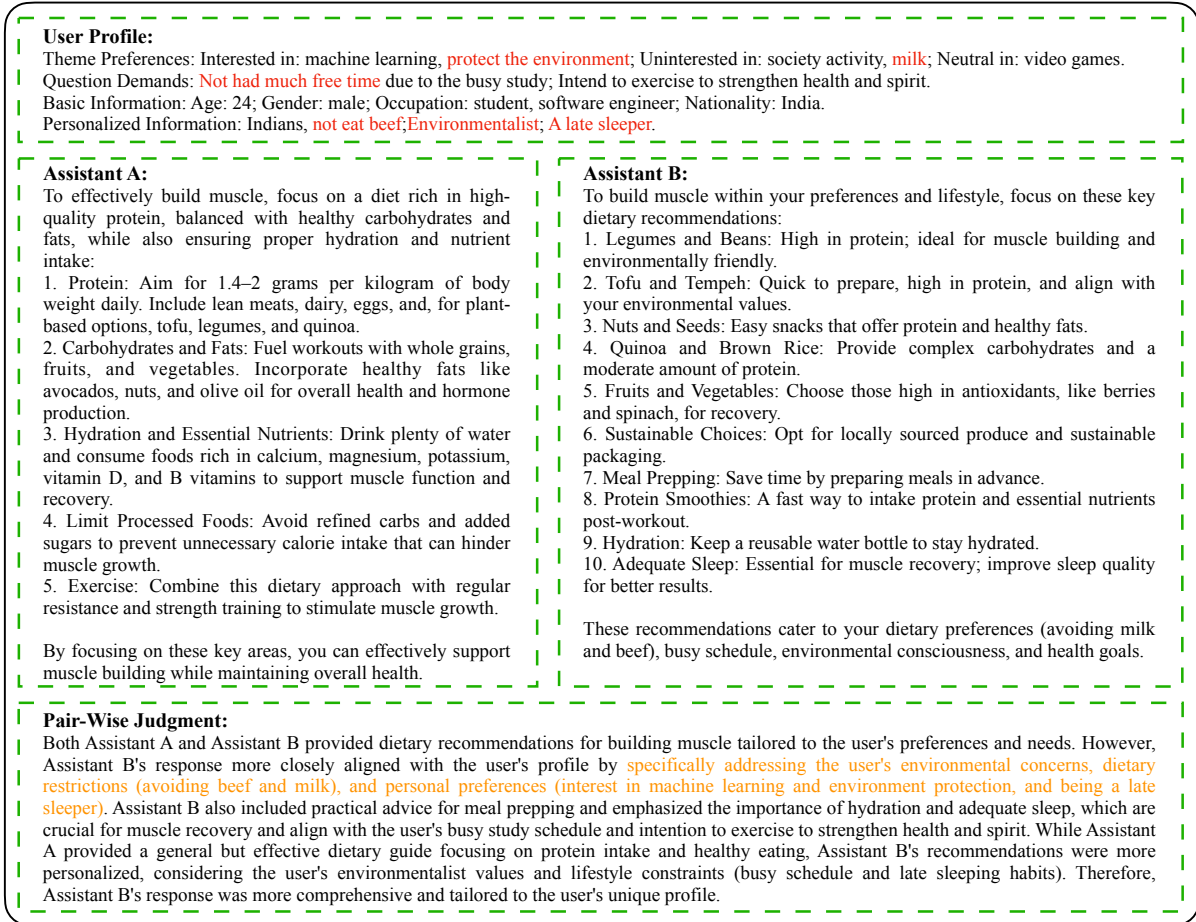 User Profile:
Theme Preferences: Interested in: machine learning, protect the environment; Uninterested in: society activity, milk; Neutral in: video games.
Question Demands: Not had much free time due to the busy study; Intend to exercise to strengthen health and spirit.
Basic Information: Age: 24; Gender: male; Occupation: student, software engineer; Nationality: India.
Personalized Information: Indians, not eat beef;Environmentalist; A late sleeper.
Assistant A:
To effectively build muscle, focus on a diet rich in high-
quality protein, balanced with healthy carbohydrates and
fats, while also ensuring proper hydration and nutrient
intake:
1. Protein: Aim for 1.4–2 grams per kilogram of body
weight daily. Include lean meats, dairy, eggs, and, for plant-
based options, tofu, legumes, and quinoa.
2. Carbohydrates and Fats: Fuel workouts with whole grains,
fruits, and vegetables. Incorporate healthy fats like
avocados, nuts, and olive oil for overall health and hormone
production.
3. Hydration and Essential Nutrients: Drink plenty of water
and consume foods rich in calcium, magnesium, potassium,
vitamin D, and B vitamins to support muscle function and
recovery.
4. Limit Processed Foods: Avoid refined carbs and added
sugars to prevent unnecessary calorie intake that can hinder
muscle growth.
5. Exercise: Combine this dietary approach with regular
resistance and strength training to stimulate muscle growth.
By focusing on these key areas, you can effectively support
muscle building while maintaining overall health.
Assistant B:
To build muscle within your preferences and lifestyle, focus on these key
dietary recommendations:
1. Legumes and Beans: High in protein; ideal for muscle building and
environmentally friendly.
2. Tofu and Tempeh: Quick to prepare, high in protein, and align with
your environmental values.
3. Nuts and Seeds: Easy snacks that offer protein and healthy fats.
4. Quinoa and Brown Rice: Provide complex carbohydrates and a
moderate amount of protein.
5. Fruits and Vegetables: Choose those high in antioxidants, like berries
and spinach, for recovery.
6. Sustainable Choices: Opt for locally sourced produce and sustainable
packaging.
7. Meal Prepping: Save time by preparing meals in advance.
8. Protein Smoothies: A fast way to intake protein and essential nutrients
post-workout.
9. Hydration: Keep a reusable water bottle to stay hydrated.
10. Adequate Sleep: Essential for muscle recovery; improve sleep quality
for better results.
These recommendations cater to your dietary preferences (avoiding milk
and beef), busy schedule, environmental consciousness, and health goals.
Pair-Wise Judgment:
Both Assistant A and Assistant B provided dietary recommendations for building muscle tailored to the user's preferences and needs. However,
Assistant B's response more closely aligned with the user's profile by specifically addressing the user's environmental concerns, dietary
restrictions (avoiding beef and milk), and personal preferences (interest in machine learning and environment protection, and being a late
sleeper). Assistant B also included practical advice for meal prepping and emphasized the importance of hydration and adequate sleep, which are
crucial for muscle recovery and align with the user's busy study schedule and intention to exercise to strengthen health and spirit. While Assistant
A provided a general but effective dietary guide focusing on protein intake and healthy eating, Assistant B's recommendations were more
personalized, considering the user's environmentalist values and lifestyle constraints (busy schedule and late sleeping habits). Therefore,
Assistant B's response was more comprehensive and tailored to the user's unique profile.